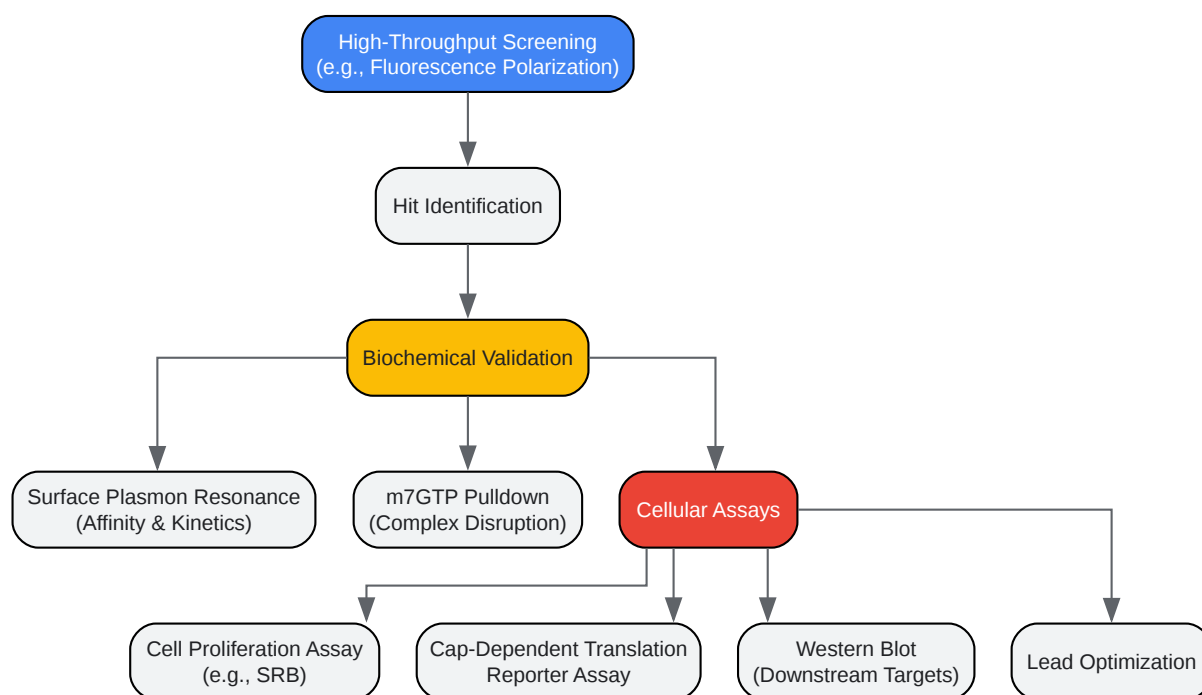 High-Throughput Screening
(e.g., Fluorescence Polarization)
Hit Identification
Biochemical Validation
Surface Plasmon Resonance
(Affinity & Kinetics)
m7GTP Pulldown
(Complex Disruption)
Cellular Assays
Cell Proliferation Assay
(e.g., SRB)
Cap-Dependent Translation
Reporter Assay
Western Blot
(Downstream Targets)
Lead Optimization